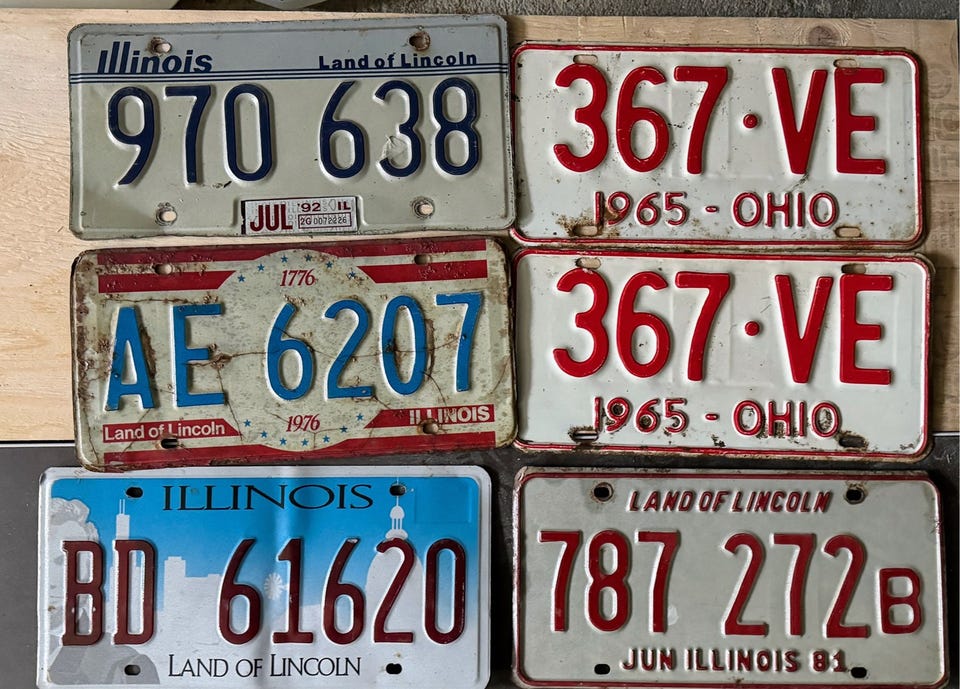 Illinois Land of Lincoln
970 638
JUL '92 IL
2G0072226
367·VE
1965 - OHIO
1776
AE 6207
Land of Lincoln 1976 ILLINOIS
367·VE
1965 - OHIO
ILLINOIS
BD 61620
LAND OF LINCOLN
LAND OF LINCOLN
787 272 B
JUN ILLINOIS 81